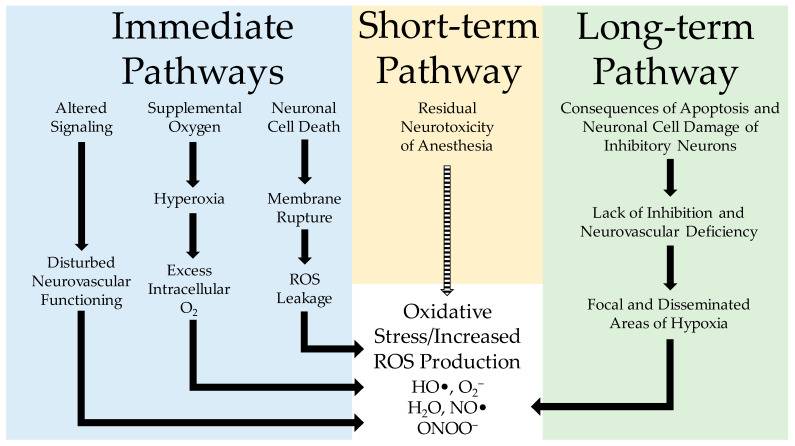 Immediate
Pathways
Altered
Signaling
Disturbed
Neurovascular
Functioning
Supplemental
Oxygen
Hyperoxia
Excess
Intracellular
O₂
Neuronal
Cell Death
Membrane
Rupture
ROS
Leakage
Short-term
Pathway
Residual
Neurotoxicity
of Anesthesia
Oxidative
Stress/Increased
ROS Production
HO•, O₂⁻
H₂O, NO•
ONOO⁻
Long-term
Pathway
Consequences of Apoptosis and
Neuronal Cell Damage of
Inhibitory Neurons
Lack of Inhibition and
Neurovascular Deficiency
Focal and Disseminated
Areas of Hypoxia